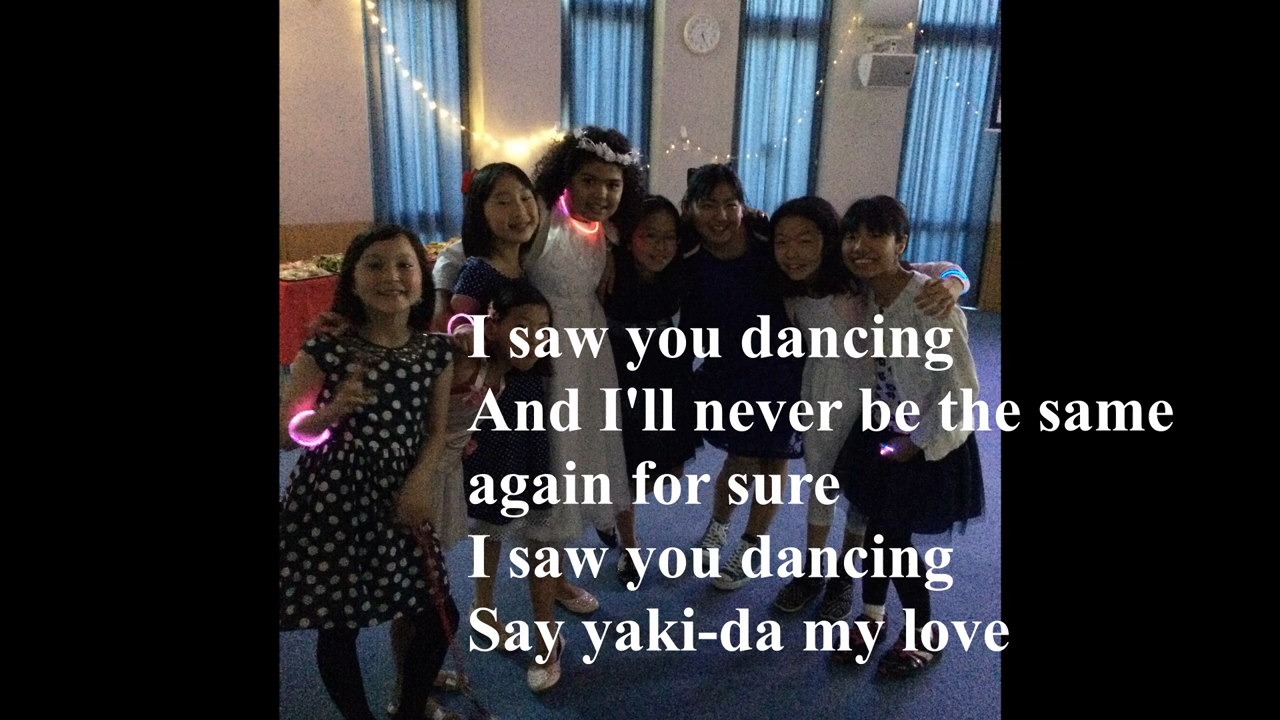 I saw you dancing
And I'll never be the same
again for sure
I saw you dancing
Say yaki-da my love